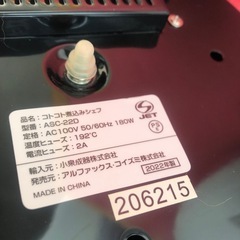 品名：コトコト煮込みシェフ
型番：ASC-22D
定格：AC100V 50/60Hz 180W
温度ヒューズ：192℃
電流ヒューズ：2A
JET
PS
E
輸入元：小泉成器株式会社
発売元：アルファックス・コイズミ株式会社
MADE IN CHINA
2022年製
206215